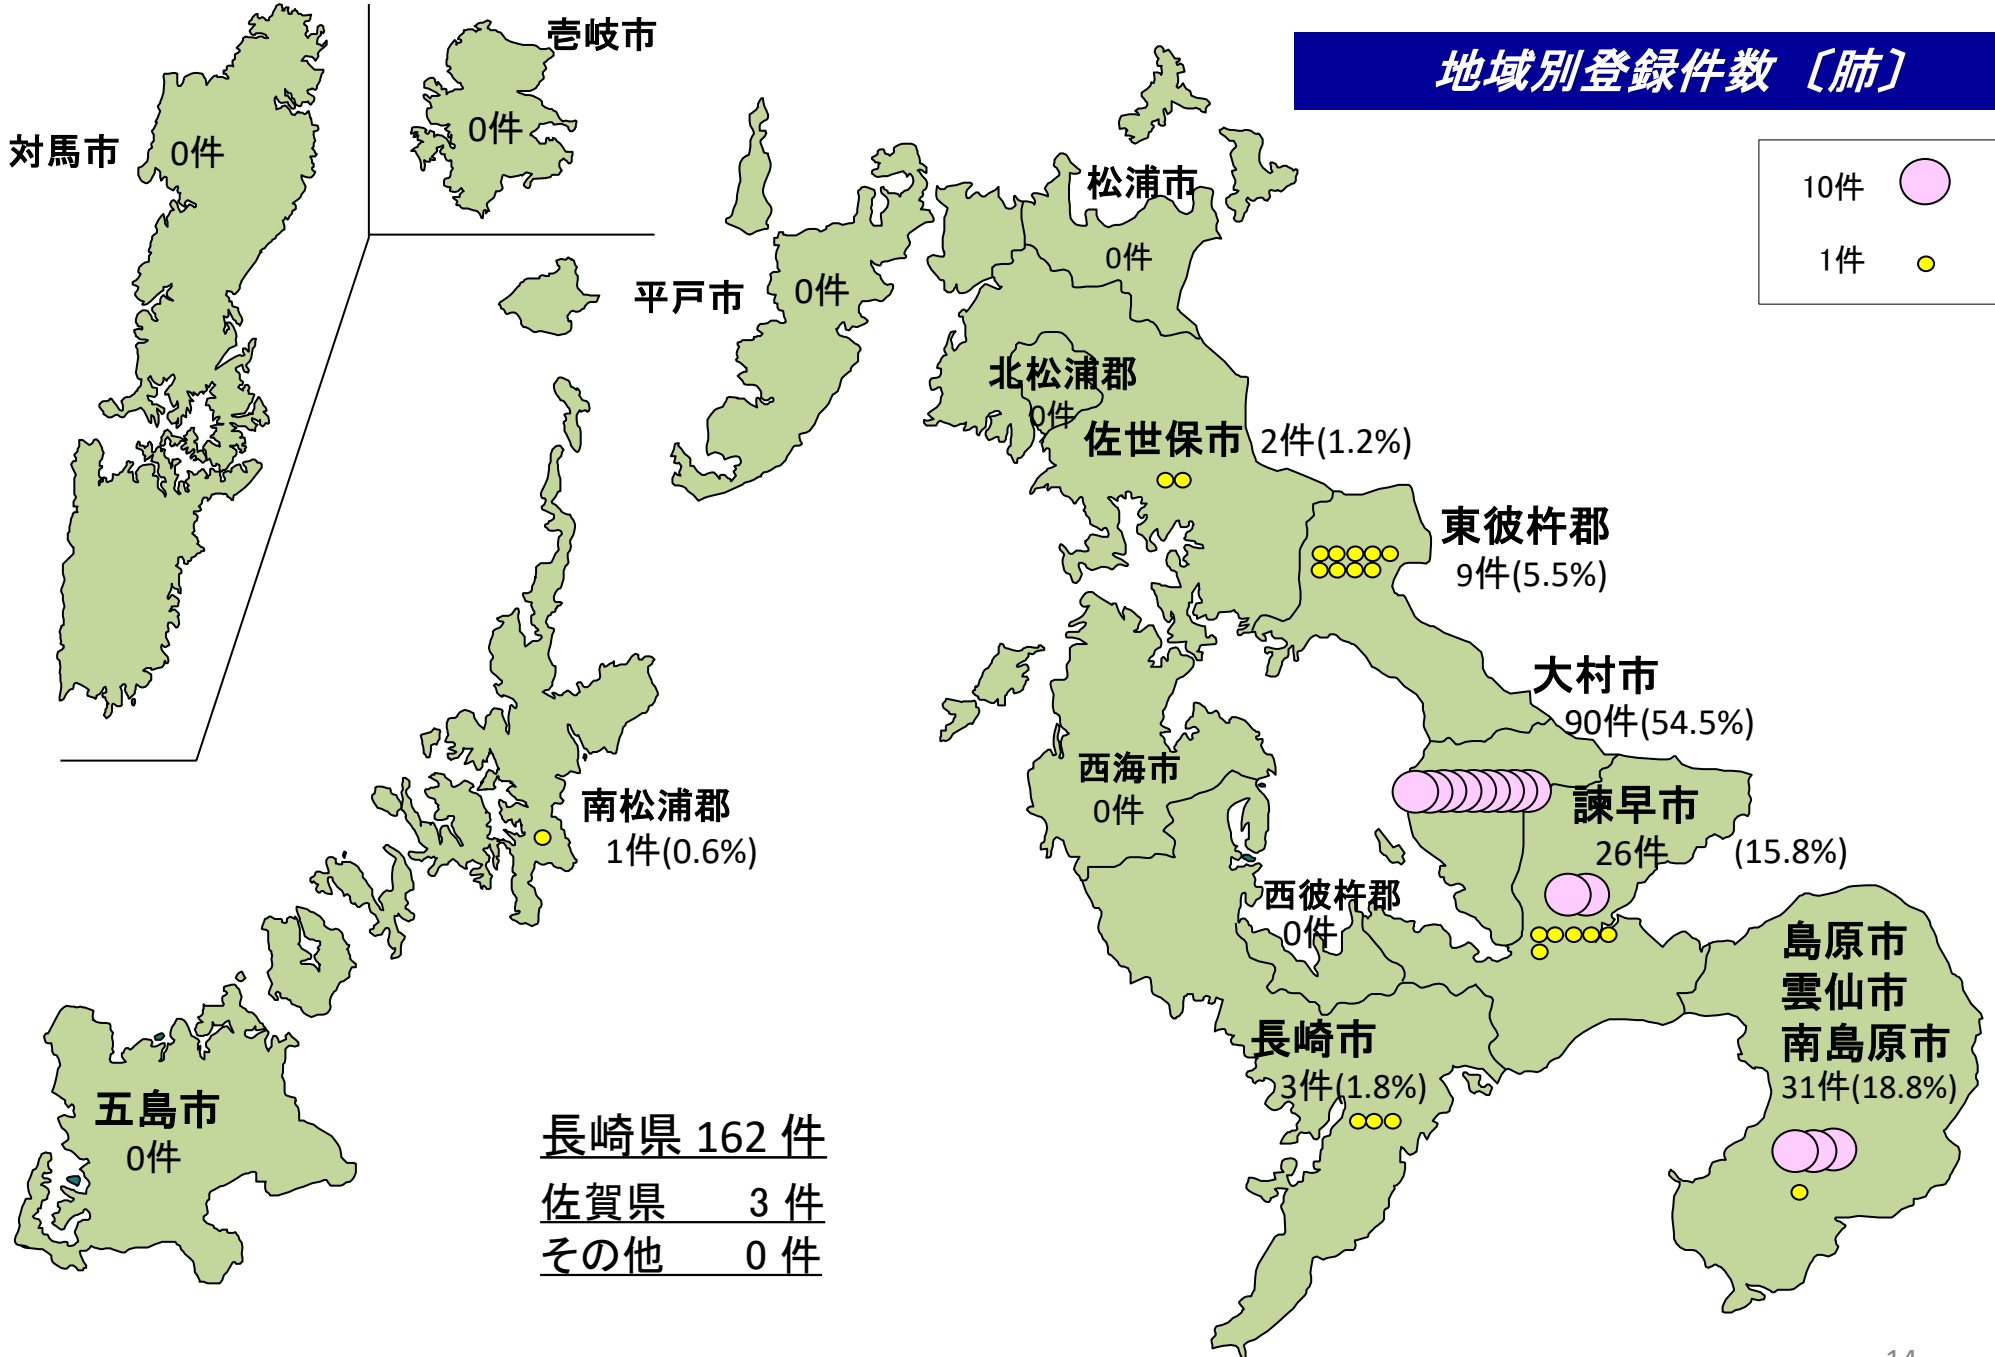 地域別登録件数〔肺〕
10件
1件
対馬市
0件
壱岐市
0件
平戸市
0件
松浦市
0件
北松浦郡
0件
佐世保市 2件(1.2%)
東彼杵郡
9件(5.5%)
大村市
90件(54.5%)
諫早市
26件 (15.8%)
西海市
0件
西彼杵郡
0件
南松浦郡
1件(0.6%)
島原市
雲仙市
南島原市
31件(18.8%)
長崎市
3件(1.8%)
五島市
0件
長崎県 162 件
佐賀県 3 件
その他 0 件
14